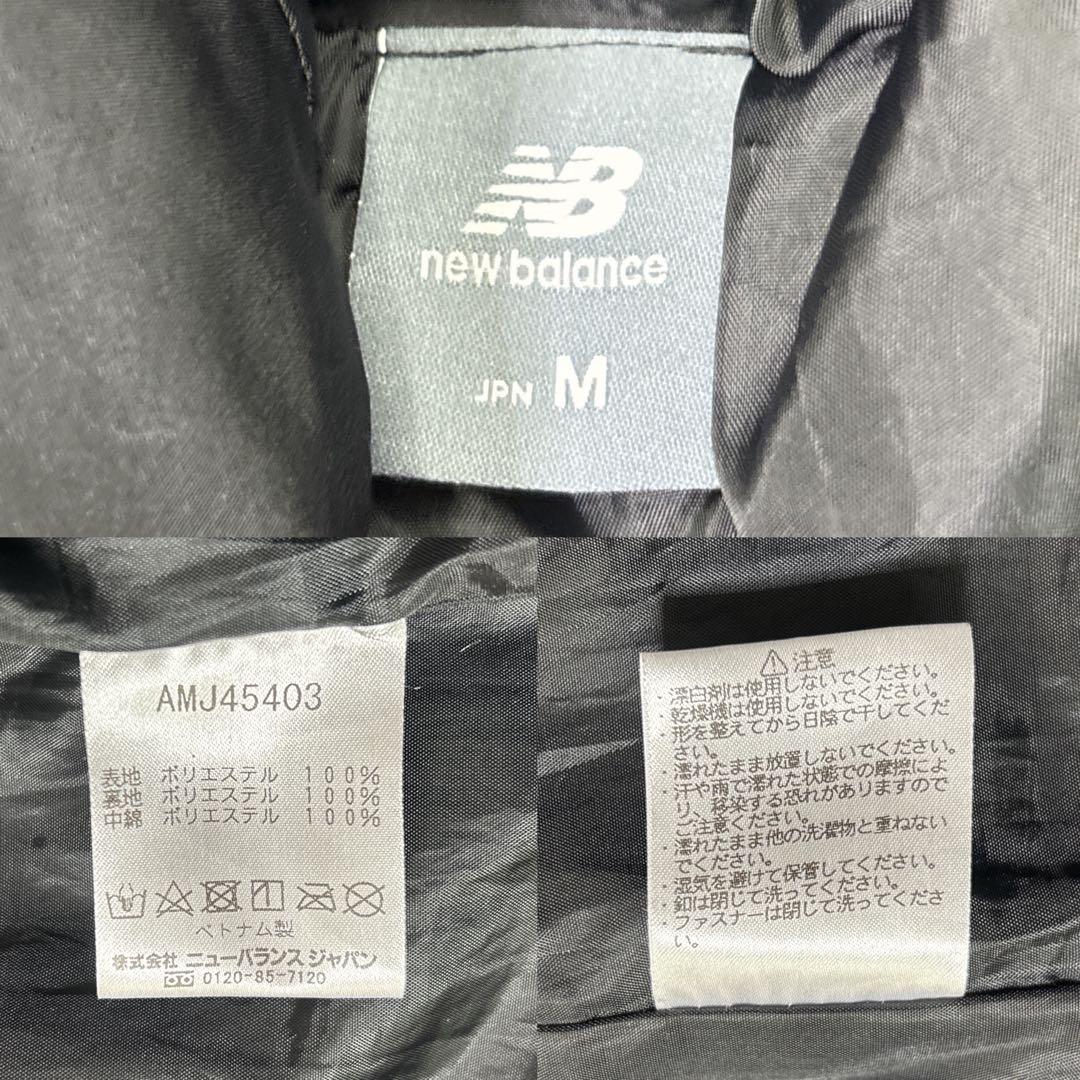 NB
new balance
JPN M
AMJ45403
表地 ポリエステル 100%
裏地 ポリエステル 100%
中綿 ポリエステル 100%
ベトナム製
株式会社 ニューバランス ジャパン
0120-85-7120
注意
・漂白剤は使用しないでください。
・乾燥機は使用しないでください。
・形を整えてから日陰で干してくだ
さい。
・濡れたまま放置しないでください。
・汗や雨で濡れた状態での摩擦によ
り、移染する恐れがありますので
ご注意ください。
・濡れたまま他の洗濯物と重ねない
でください。
・湿気を避けて保管してください。
・釦は閉じて洗ってください。
・ファスナーは閉じて洗ってくださ
い。